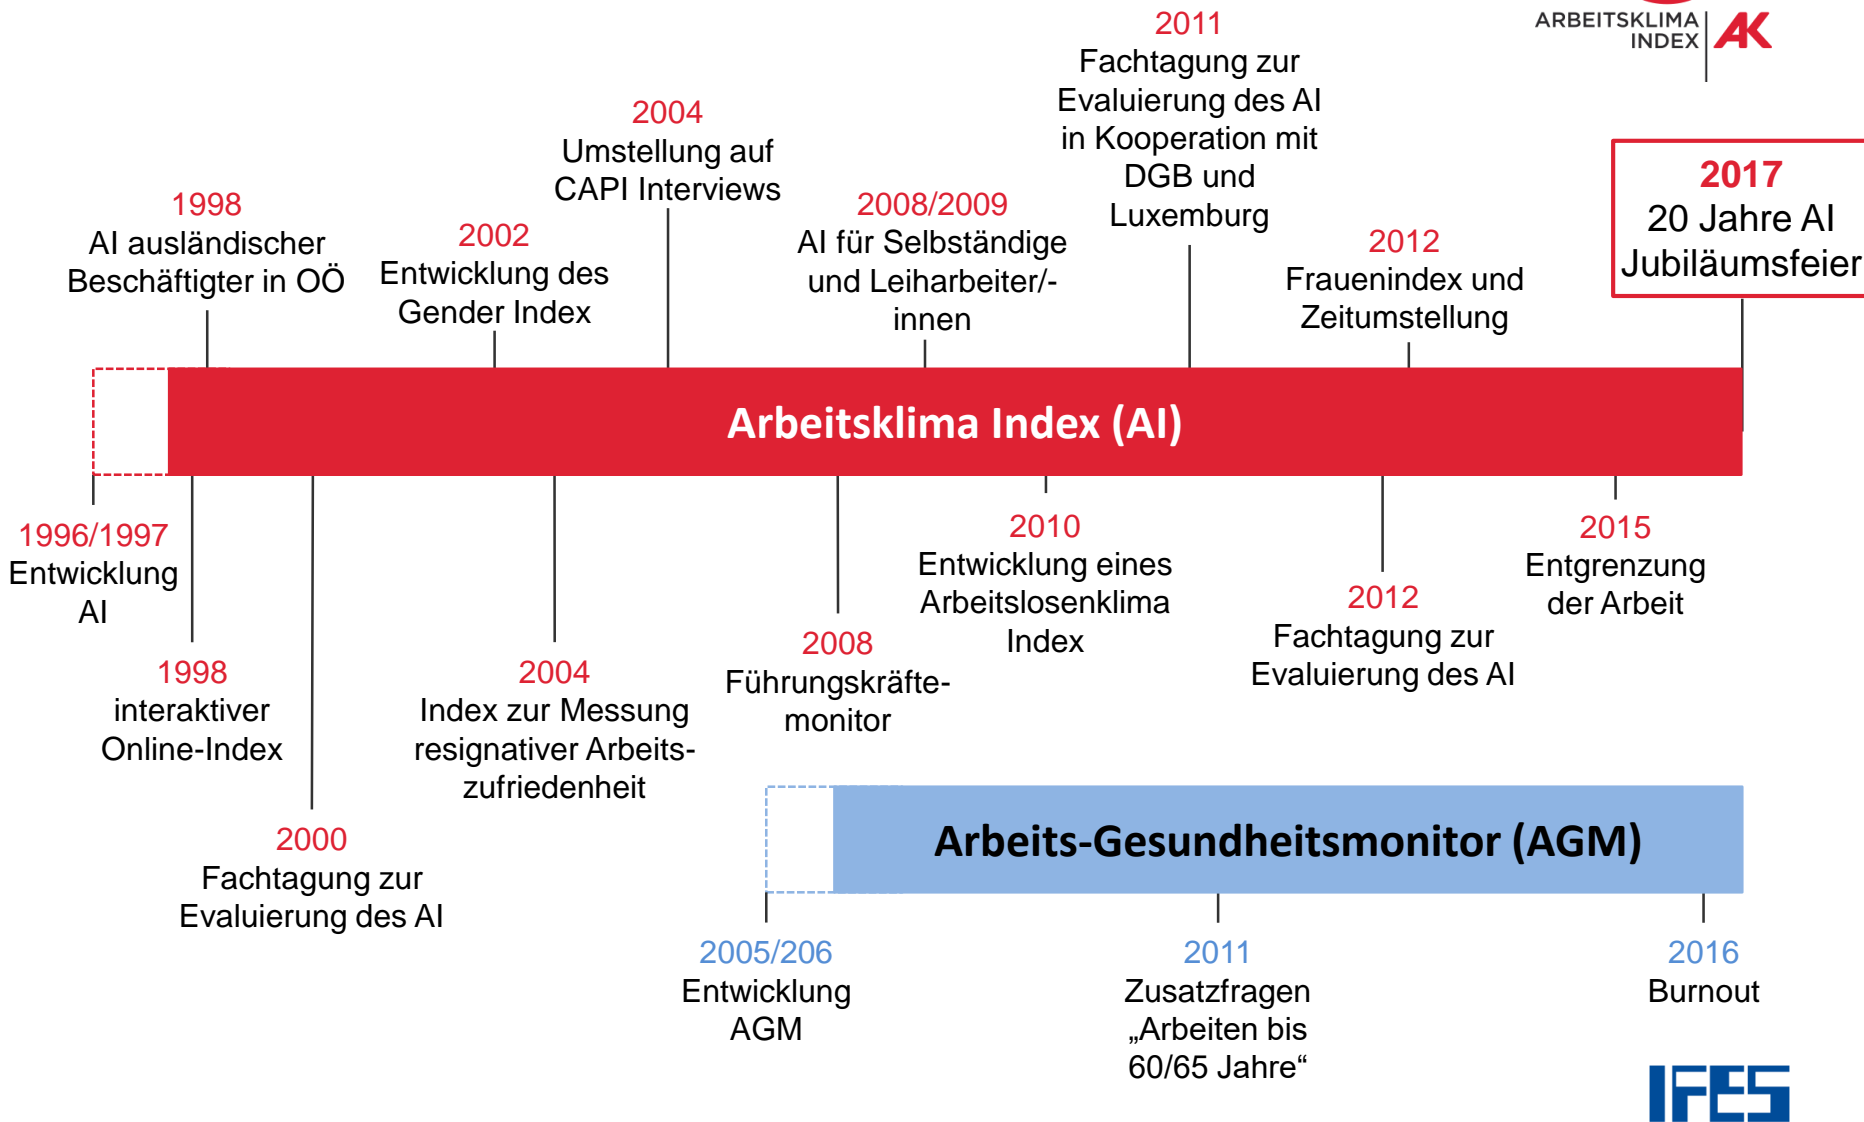 ARBEITSKLIMA
INDEX
AK
2011
Fachtagung zur
Evaluierung des AI
in Kooperation mit
DGB und
Luxemburg
2004
Umstellung auf
CAPI Interviews
2017
20 Jahre AI
Jubiläumsfeier
1998
AI ausländischer
Beschäftigter in OÖ
2002
Entwicklung des
Gender Index
2008/2009
AI für Selbständige
und Leiharbeiter/-
innen
2012
Frauenindex und
Zeitumstellung
Arbeitsklima Index (AI)
1996/1997
Entwicklung
AI
1998
interaktiver
Online-Index
2000
Fachtagung zur
Evaluierung des AI
2004
Index zur Messung
resignativer Arbeits-
zufriedenheit
2008
Führungskräfte-
monitor
2010
Entwicklung eines
Arbeitslosenklima
Index
2012
Fachtagung zur
Evaluierung des AI
2015
Entgrenzung
der Arbeit
Arbeits-Gesundheitsmonitor (AGM)
2005/206
Entwicklung
AGM
2011
Zusatzfragen
„Arbeiten bis
60/65 Jahre“
2016
Burnout
IFES